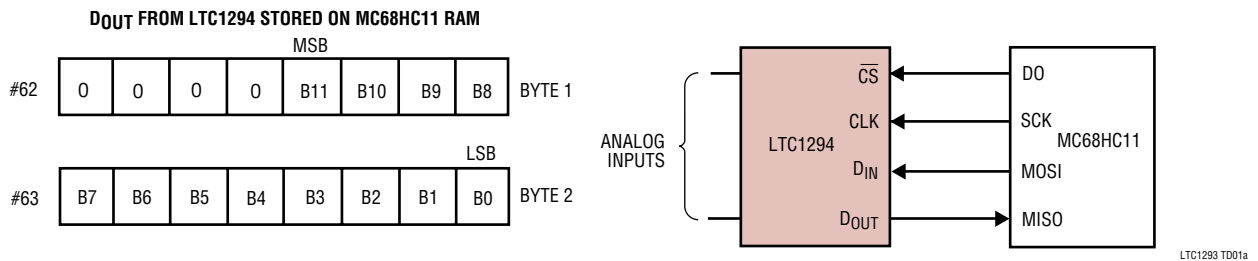 DOUT FROM LTC1294 STORED ON MC68HC11 RAM
MSB
#62 0 0 0 0 B11 B10 B9 B8 BYTE 1
LSB
#63 B7 B6 B5 B4 B3 B2 B1 B0 BYTE 2
ANALOG
INPUTS
LTC1294
CS
CLK
DIN
DOUT
DO
SCK
MC68HC11
MOSI
MISO
LTC1293 TD01a